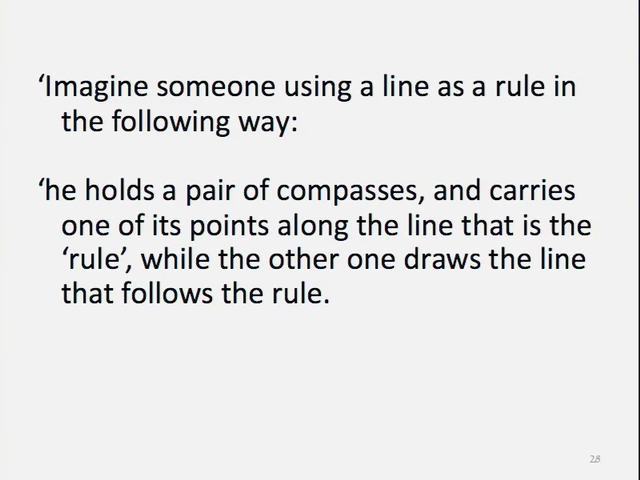 ‘Imagine someone using a line as a rule in
the following way:
‘he holds a pair of compasses, and carries
one of its points along the line that is the
‘rule’, while the other one draws the line
that follows the rule.
28